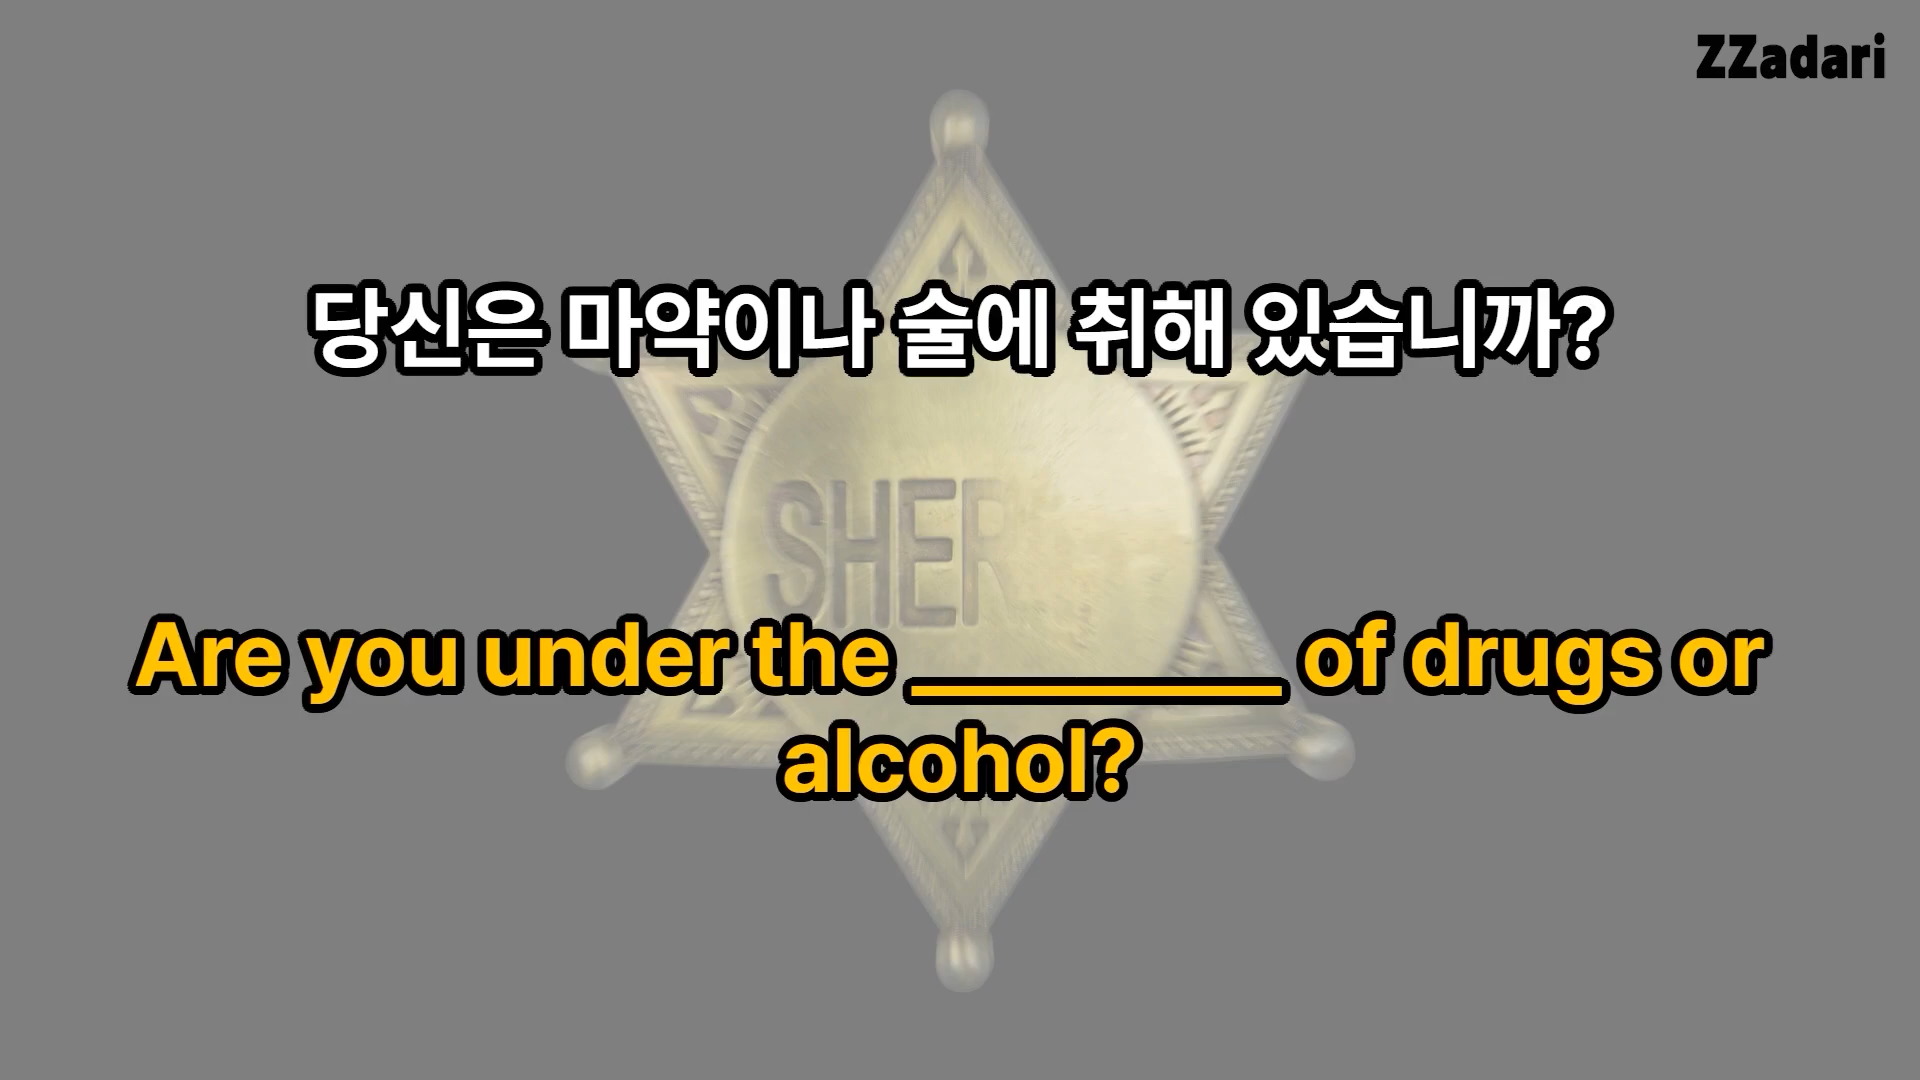 ZZadari
당신은 마약이나 술에 취해 있습니까?
SHER
Are you under the ________ of drugs or
alcohol?